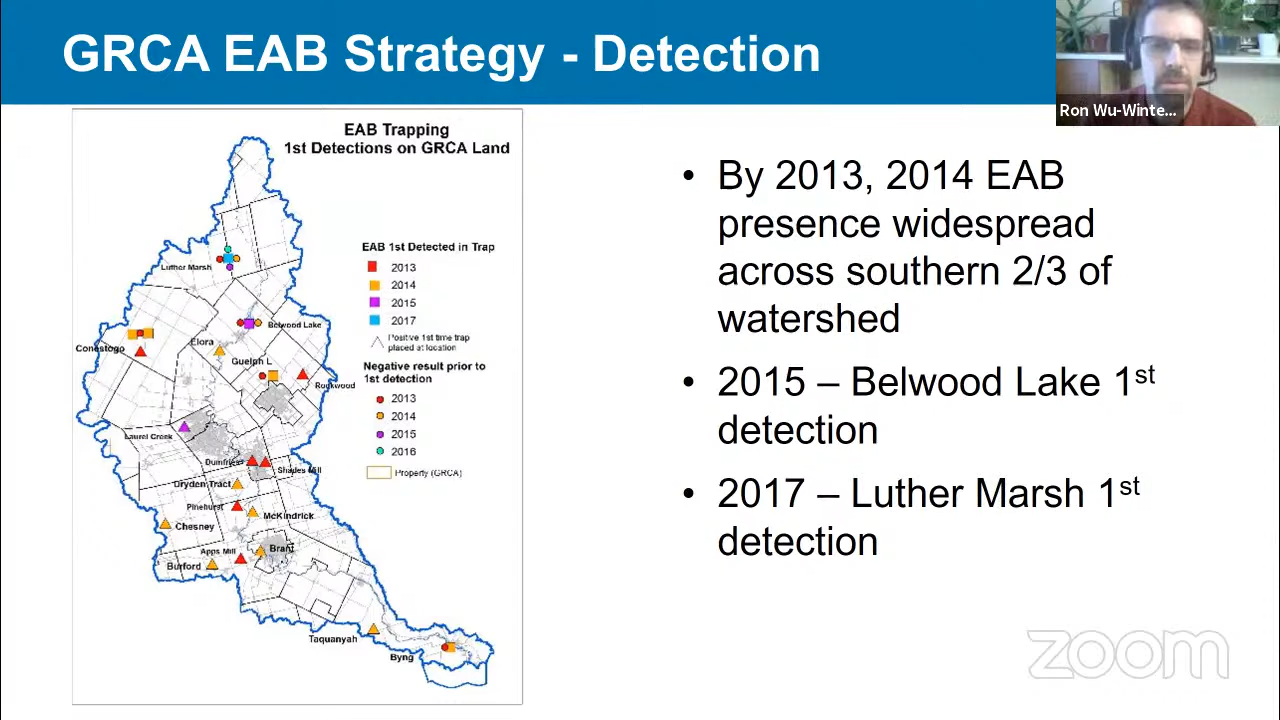 GRCA EAB Strategy - Detection
Ron Wu-Winte...
EAB Trapping
1st Detections on GRCA Land
EAB 1st Detected in Trap
2013
2014
2015
2017
Positive 1st time trap
placed at location
Negative result prior to
1st detection
2013
2014
2015
2016
Property (GRCA)
Luther Marsh
Belwood Lake
Conestogo
Elora
Guelph L
Rockwood
Laurel Creek
Dumfries
Shades Mill
Dryden Tract
Pinehurst
McKindrick
Chesney
Apps Mill
Brant
Burford
Taquanyah
Byng
• By 2013, 2014 EAB
presence widespread
across southern 2/3 of
watershed
• 2015 – Belwood Lake 1st
detection
• 2017 – Luther Marsh 1st
detection
zoom